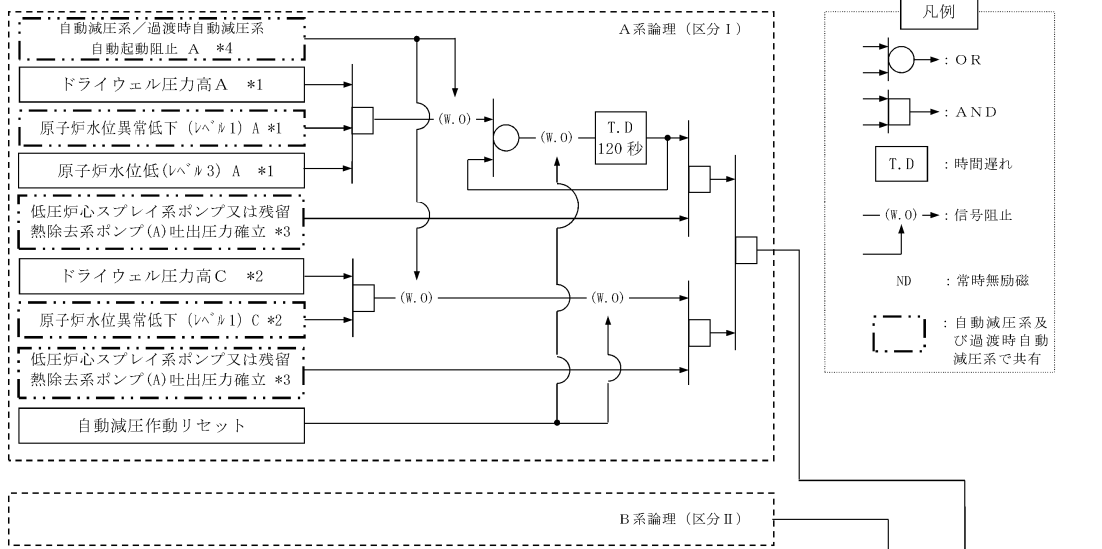 自動減圧系／過渡時自動減圧系
自動起動阻止 A *4
ドライウェル圧力高A *1
原子炉水位異常低下 (ﾚﾍﾞﾙ1) A *1
原子炉水位低(ﾚﾍﾞﾙ3) A *1
低圧炉心スプレイ系ポンプ又は残留
熱除去系ポンプ(A)吐出圧力確立 *3
ドライウェル圧力高C *2
原子炉水位異常低下 (ﾚﾍﾞﾙ1) C *2
低圧炉心スプレイ系ポンプ又は残留
熱除去系ポンプ(A)吐出圧力確立 *3
自動減圧作動リセット
A系論理（区分Ⅰ）
(W.O)
(W.O)
T.D
120 秒
(W.O)
(W.O)
B系論理（区分Ⅱ）
凡例
: OR
: AND
T.D : 時間遅れ
(W.O) : 信号阻止
ND : 常時無励磁
: 自動減圧系及
び過渡時自動
減圧系で共有